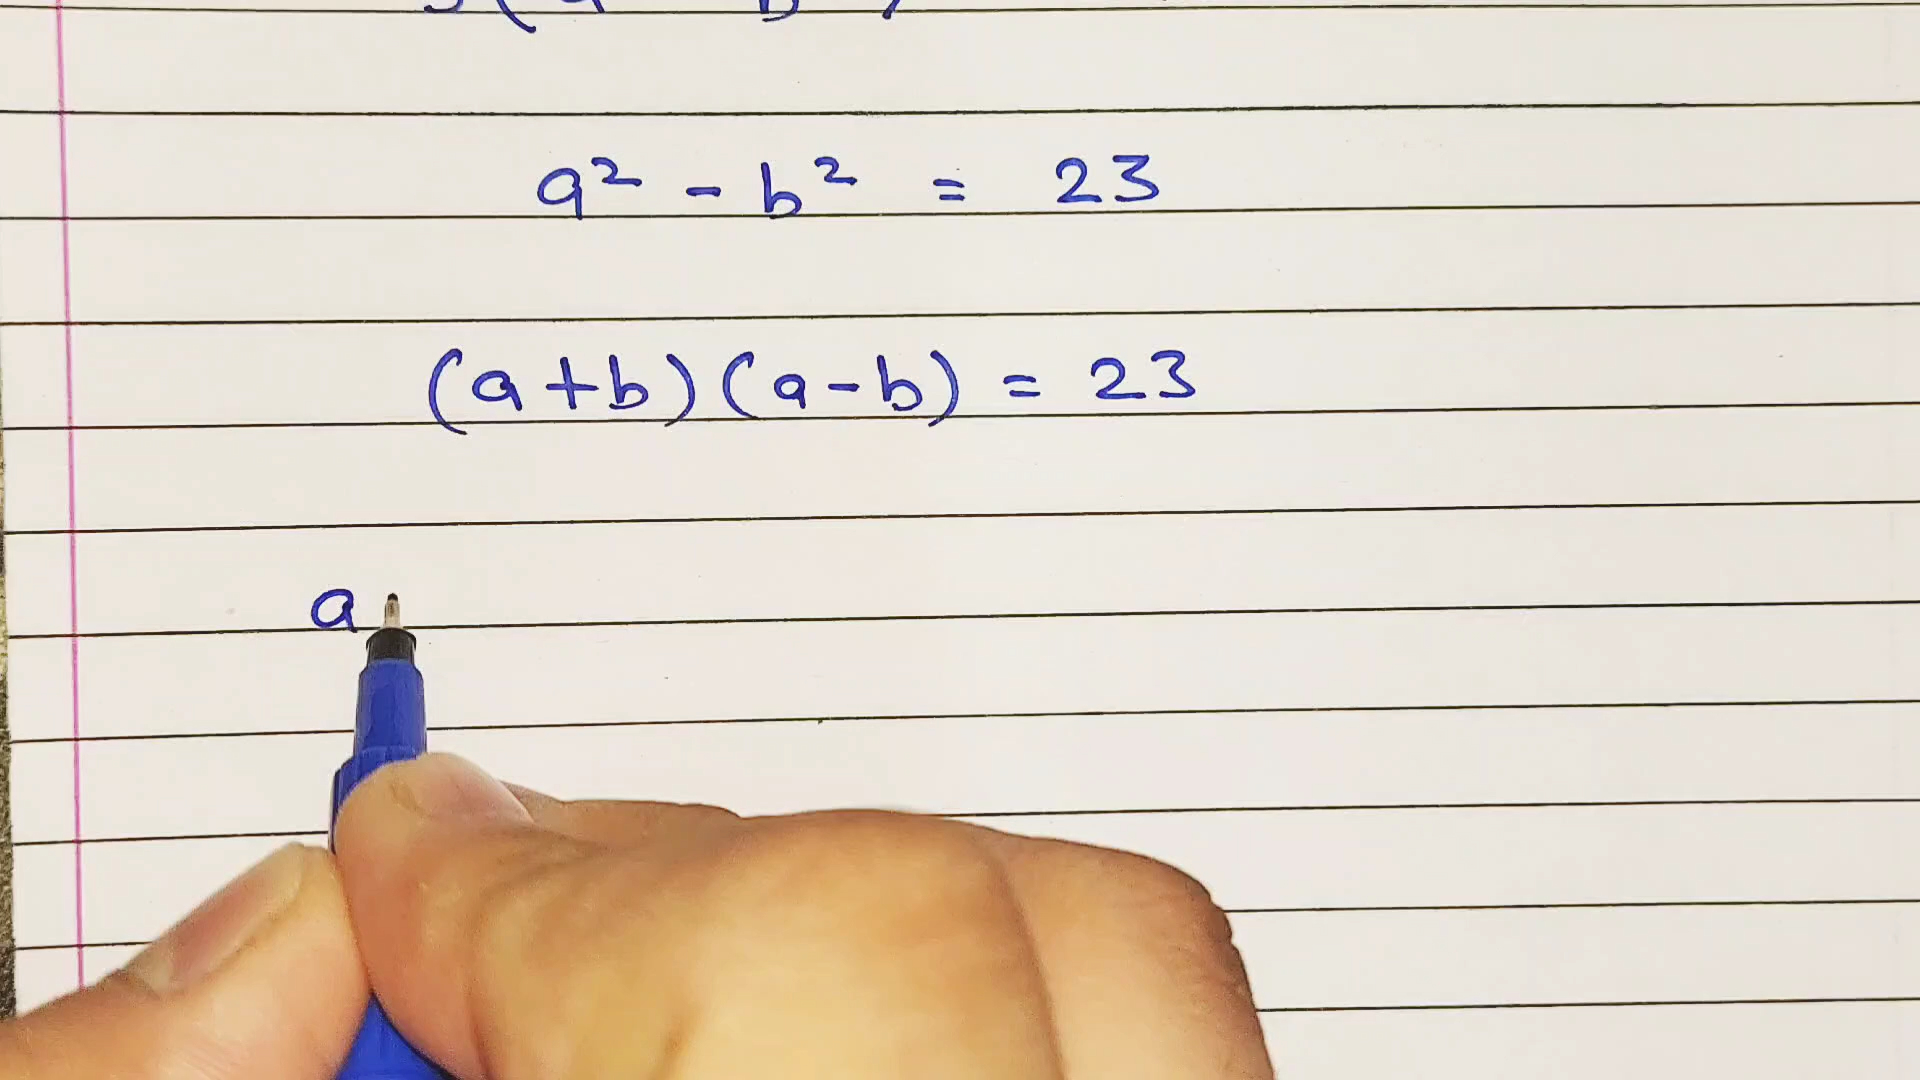 a² - b² = 23
(a+b)(a-b) = 23
a